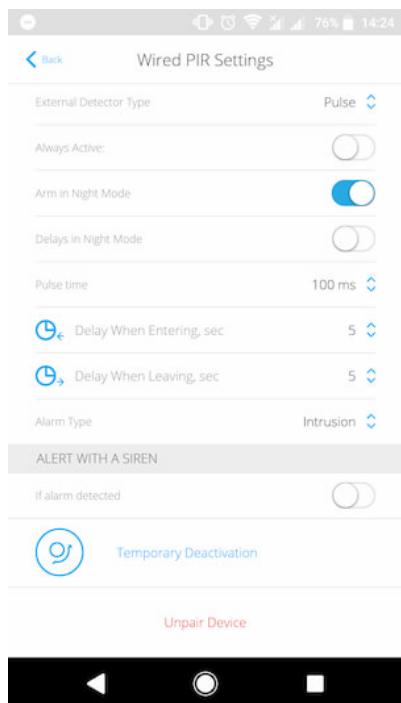 76% 14:24
Back Wired PIR Settings
External Detector Type Pulse
Always Active:
Arm in Night Mode
Delays in Night Mode
Pulse time 100 ms
Delay When Entering, sec 5
Delay When Leaving, sec 5
Alarm Type Intrusion
ALERT WITH A SIREN
If alarm detected
Temporary Deactivation
Unpair Device